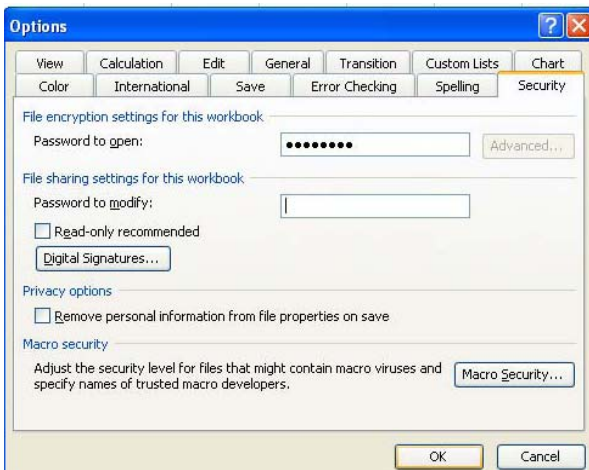 Options
View Calculation Edit General Transition Custom Lists Chart
Color International Save Error Checking Spelling Security
File encryption settings for this workbook
Password to open: ●●●●●●●● Advanced...
File sharing settings for this workbook
Password to modify:
Read-only recommended
Digital Signatures...
Privacy options
Remove personal information from file properties on save
Macro security
Adjust the security level for files that might contain macro viruses and
specify names of trusted macro developers.
Macro Security...
OK Cancel